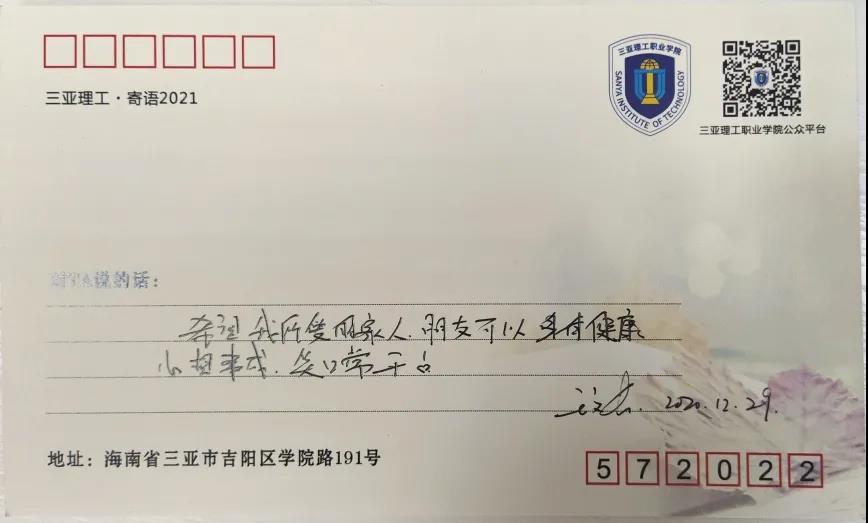 三亚理工·寄语2021
三亚理工职业学院
SANYA INSTITUTE OF TECHNOLOGY
三亚理工职业学院公众平台
对TA说的话：
希望我所爱的家人、朋友可以身体健康
心想事成、笑口常开
2020.12.29.
地址：海南省三亚市吉阳区学院路191号
572022